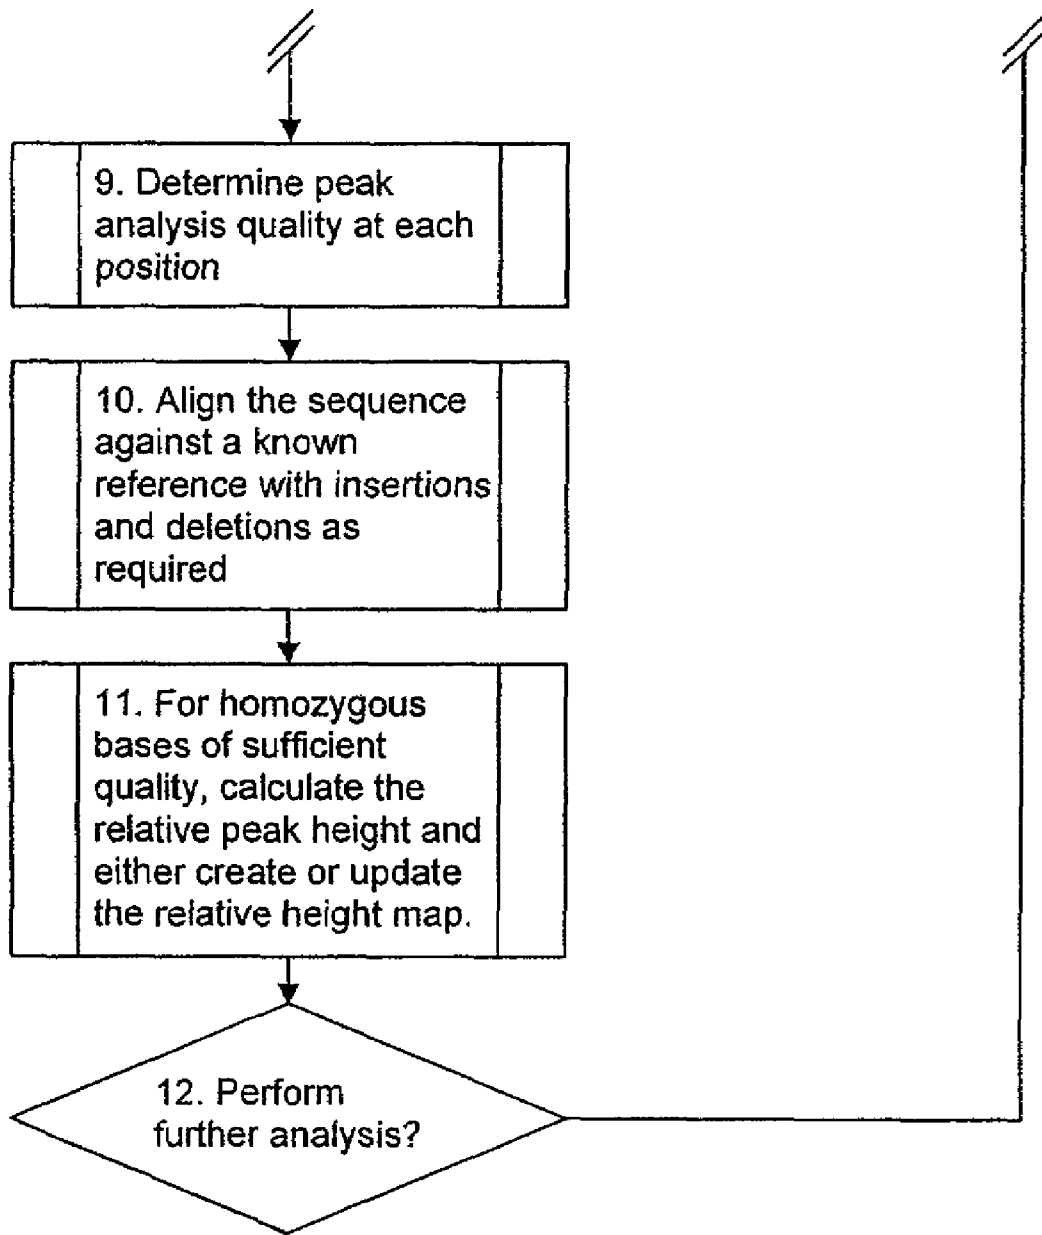 9. Determine peak
analysis quality at each
position
10. Align the sequence
against a known
reference with insertions
and deletions as
required
11. For homozygous
bases of sufficient
quality, calculate the
relative peak height and
either create or update
the relative height map.
12. Perform
further analysis?